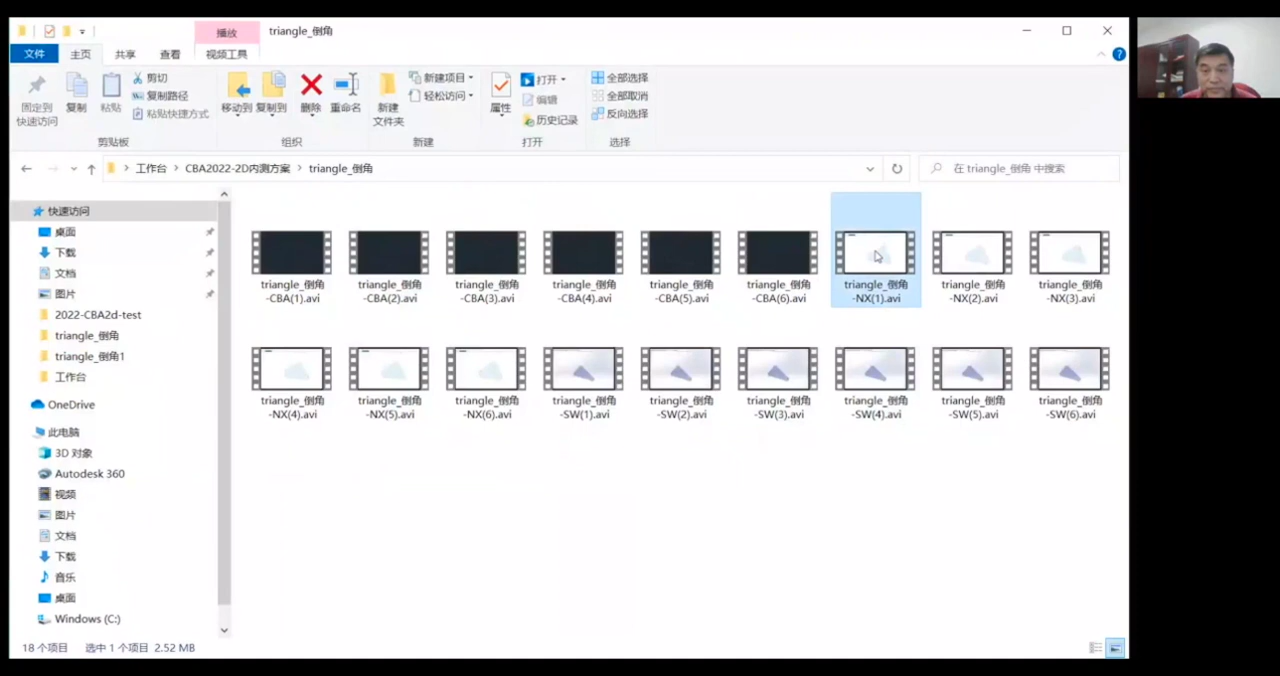 播放
triangle_倒角
文件
主页
共享
查看
视频工具
固定到
快速访问
复制
粘贴
剪切
复制路径
粘贴快捷方式
剪贴板
移动到
复制到
删除
重命名
组织
新建
文件夹
新建项目
轻松访问
新建
属性
打开
编辑
历史记录
打开
全部选择
全部取消
反向选择
选择
工作台 > CBA2022-2D内测方案 > triangle_倒角
在 triangle_倒角 中搜索
快速访问
桌面
下载
文档
图片
2022-CBA2d-test
triangle_倒角
triangle_倒角1
工作台
OneDrive
此电脑
3D 对象
Autodesk 360
视频
图片
文档
下载
音乐
桌面
Windows (C:)
triangle_倒角
-CBA(1).avi
triangle_倒角
-CBA(2).avi
triangle_倒角
-CBA(3).avi
triangle_倒角
-CBA(4).avi
triangle_倒角
-CBA(5).avi
triangle_倒角
-CBA(6).avi
triangle_倒角
-NX(1).avi
triangle_倒角
-NX(2).avi
triangle_倒角
-NX(3).avi
triangle_倒角
-NX(4).avi
triangle_倒角
-NX(5).avi
triangle_倒角
-NX(6).avi
triangle_倒角
-SW(1).avi
triangle_倒角
-SW(2).avi
triangle_倒角
-SW(3).avi
triangle_倒角
-SW(4).avi
triangle_倒角
-SW(5).avi
triangle_倒角
-SW(6).avi
18 个项目
选中 1 个项目 2.52 MB